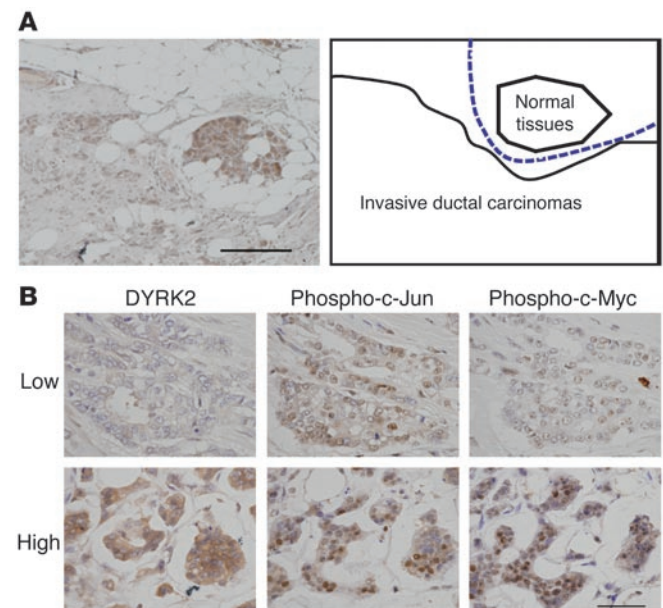 A
Normal
tissues
Invasive ductal carcinomas
B
DYRK2 Phospho-c-Jun Phospho-c-Myc
Low
High